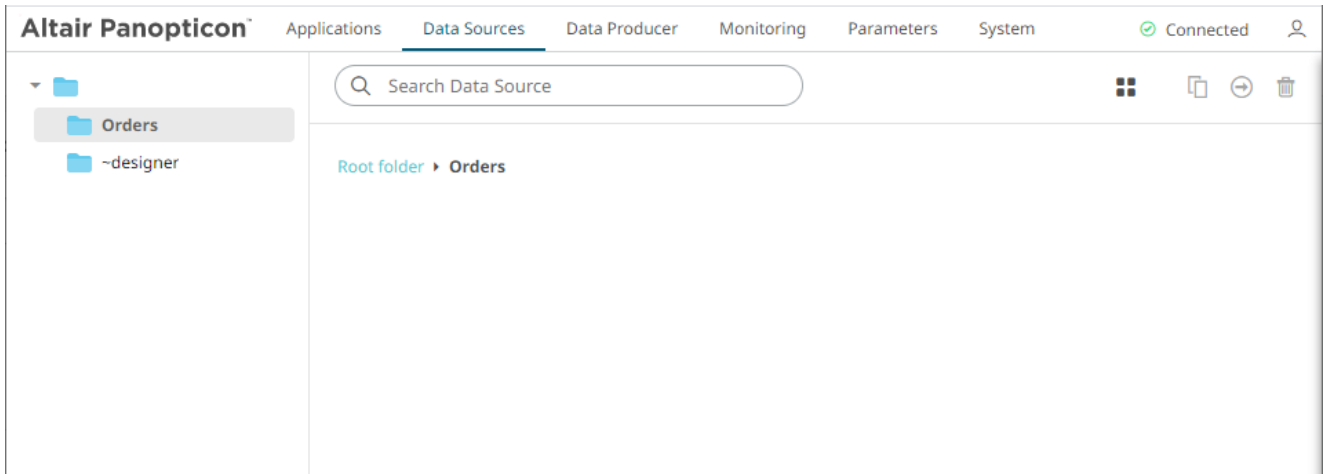 Altair Panopticon™ Applications Data Sources Data Producer Monitoring Parameters System Connected
Search Data Source
Orders
~designer
Root folder Orders